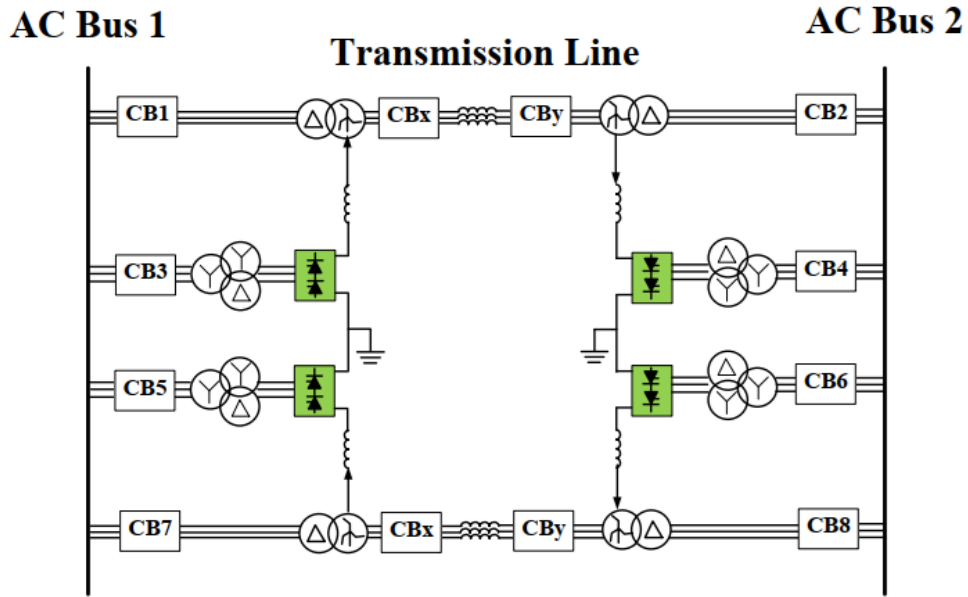 AC Bus 1
AC Bus 2
Transmission Line
CB1
CBx
CBy
CB2
CB3
CB4
CB5
CB6
CB7
CBx
CBy
CB8